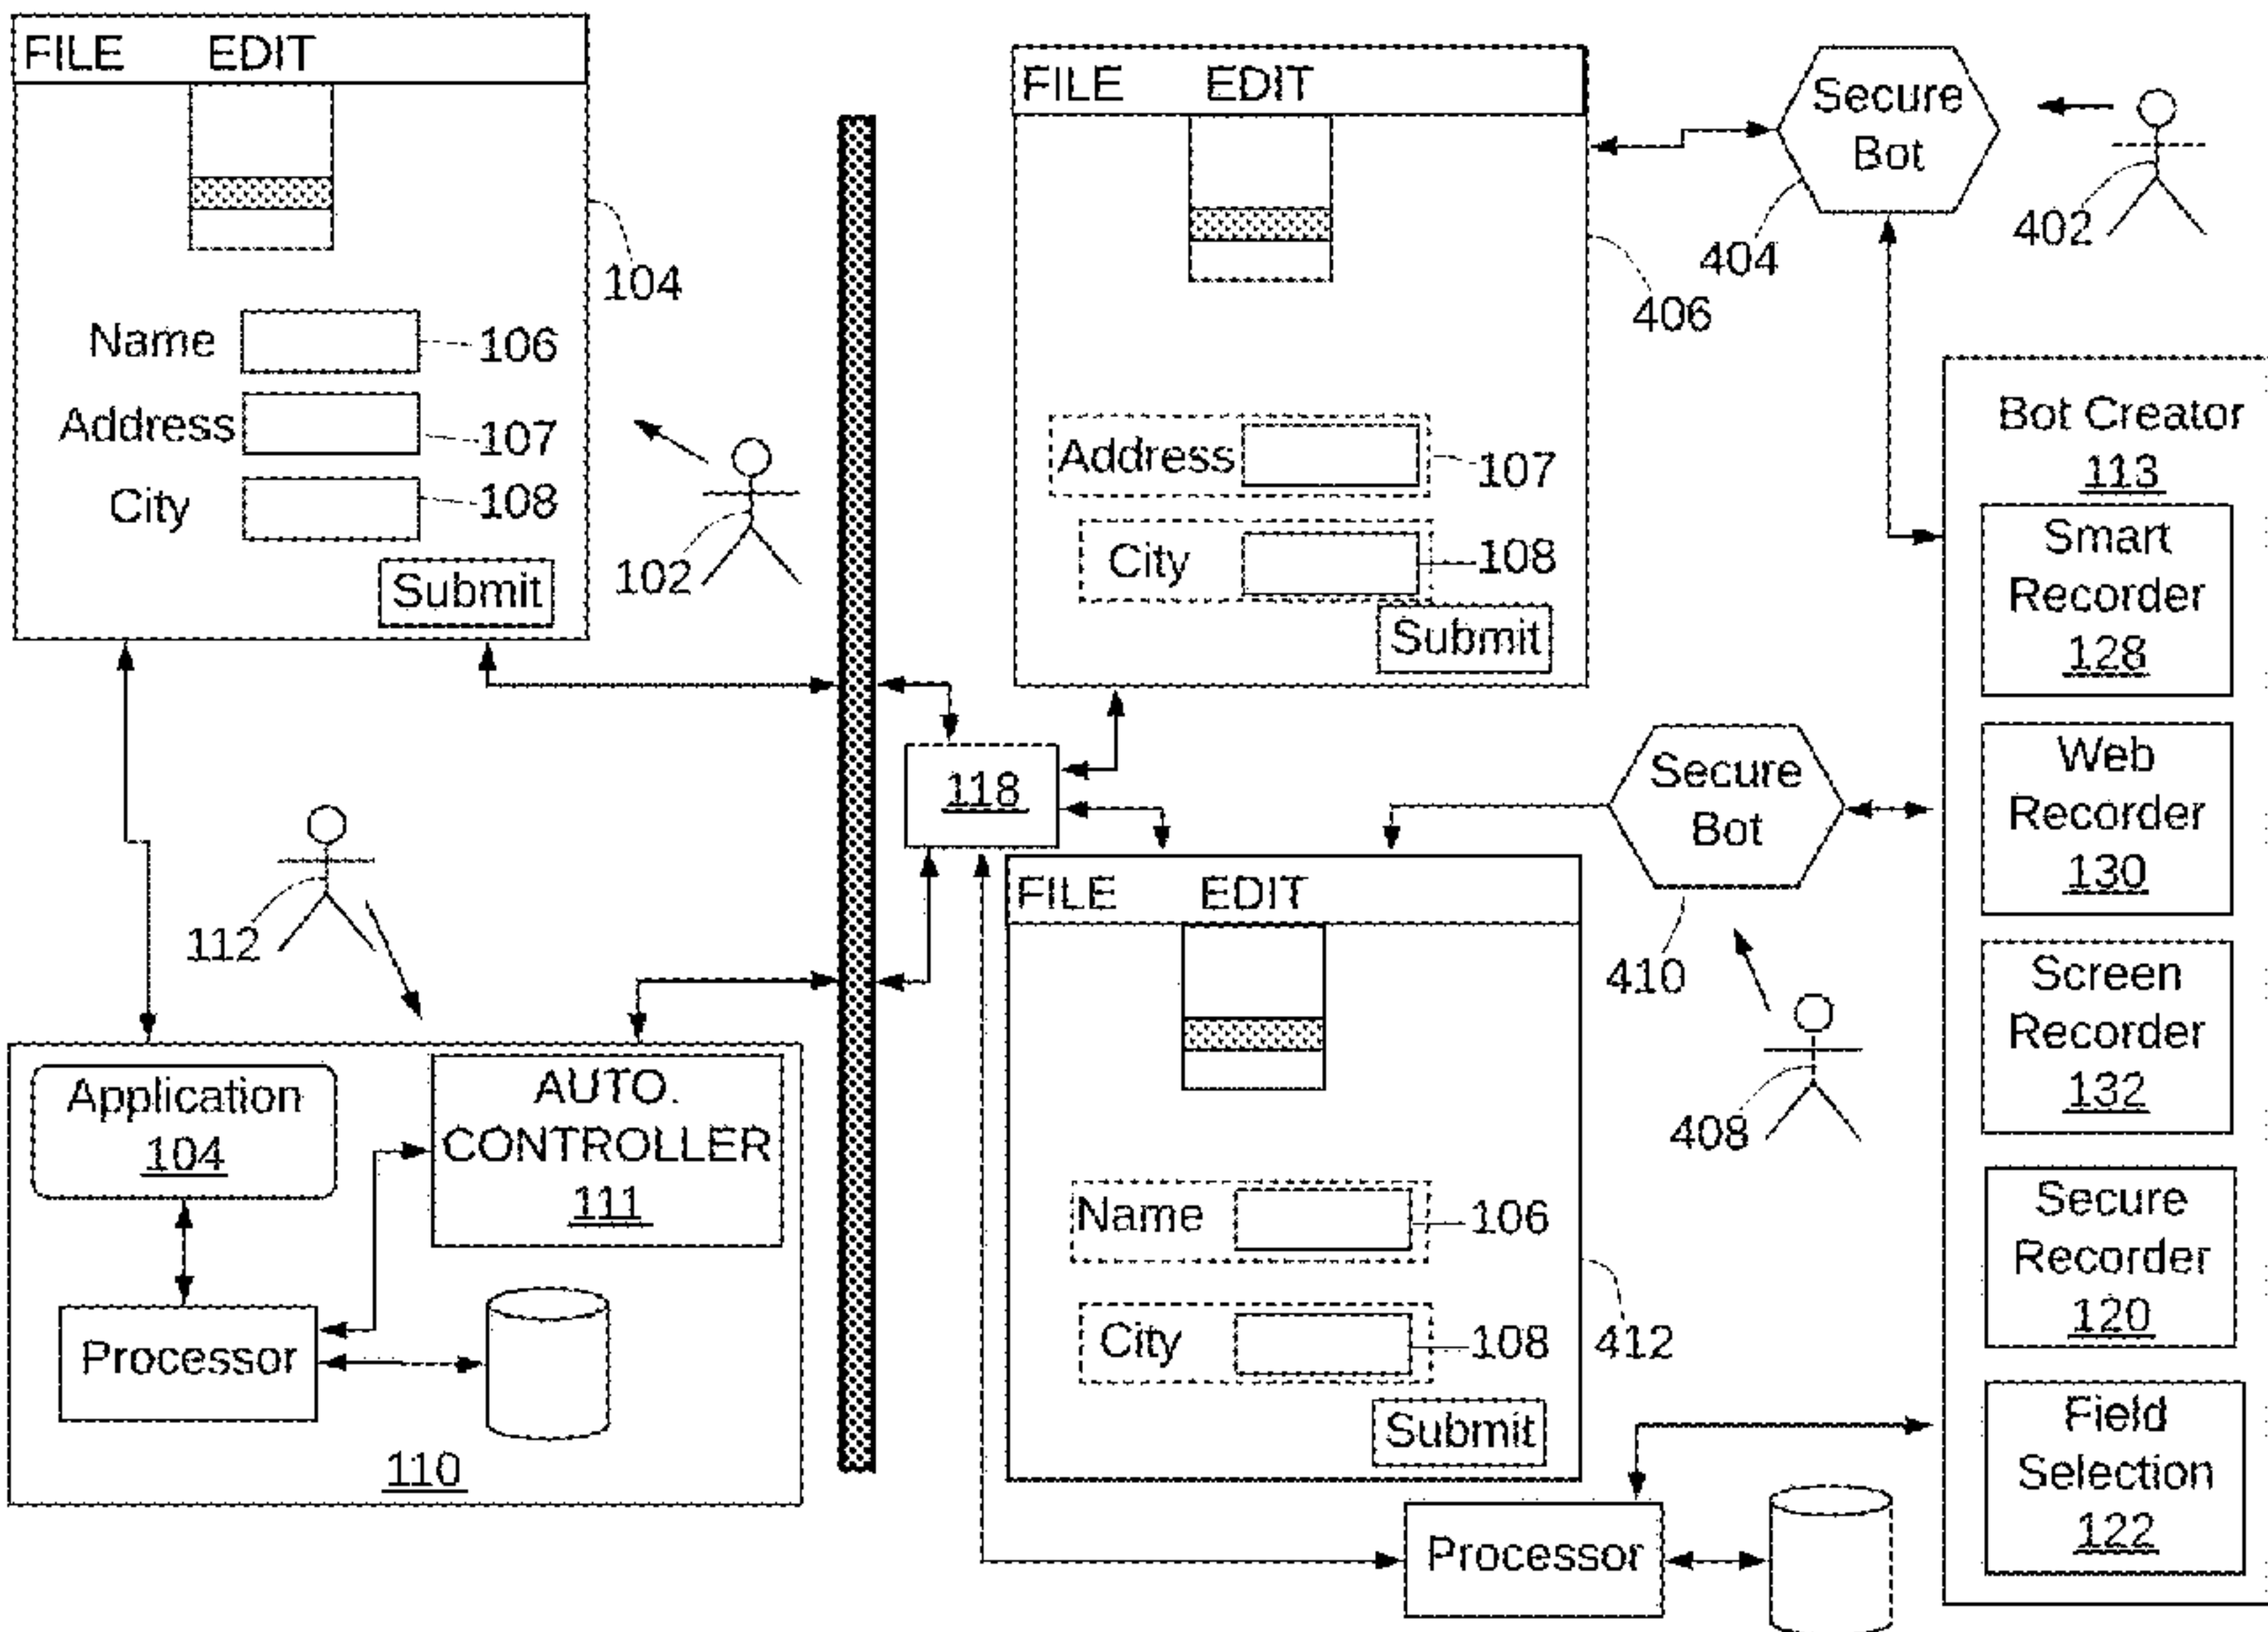 FILE EDIT
104
Name 106
Address 107
City 108
Submit
102
112
Application
104
AUTO.
CONTROLLER
111
Processor
110
118
FILE EDIT
406
Address 107
City 108
Submit
Secure
Bot
404
402
FILE EDIT
Name 106
City 108
Submit
412
Secure
Bot
410
408
Processor
Bot Creator
113
Smart
Recorder
128
Web
Recorder
130
Screen
Recorder
132
Secure
Recorder
120
Field
Selection
122